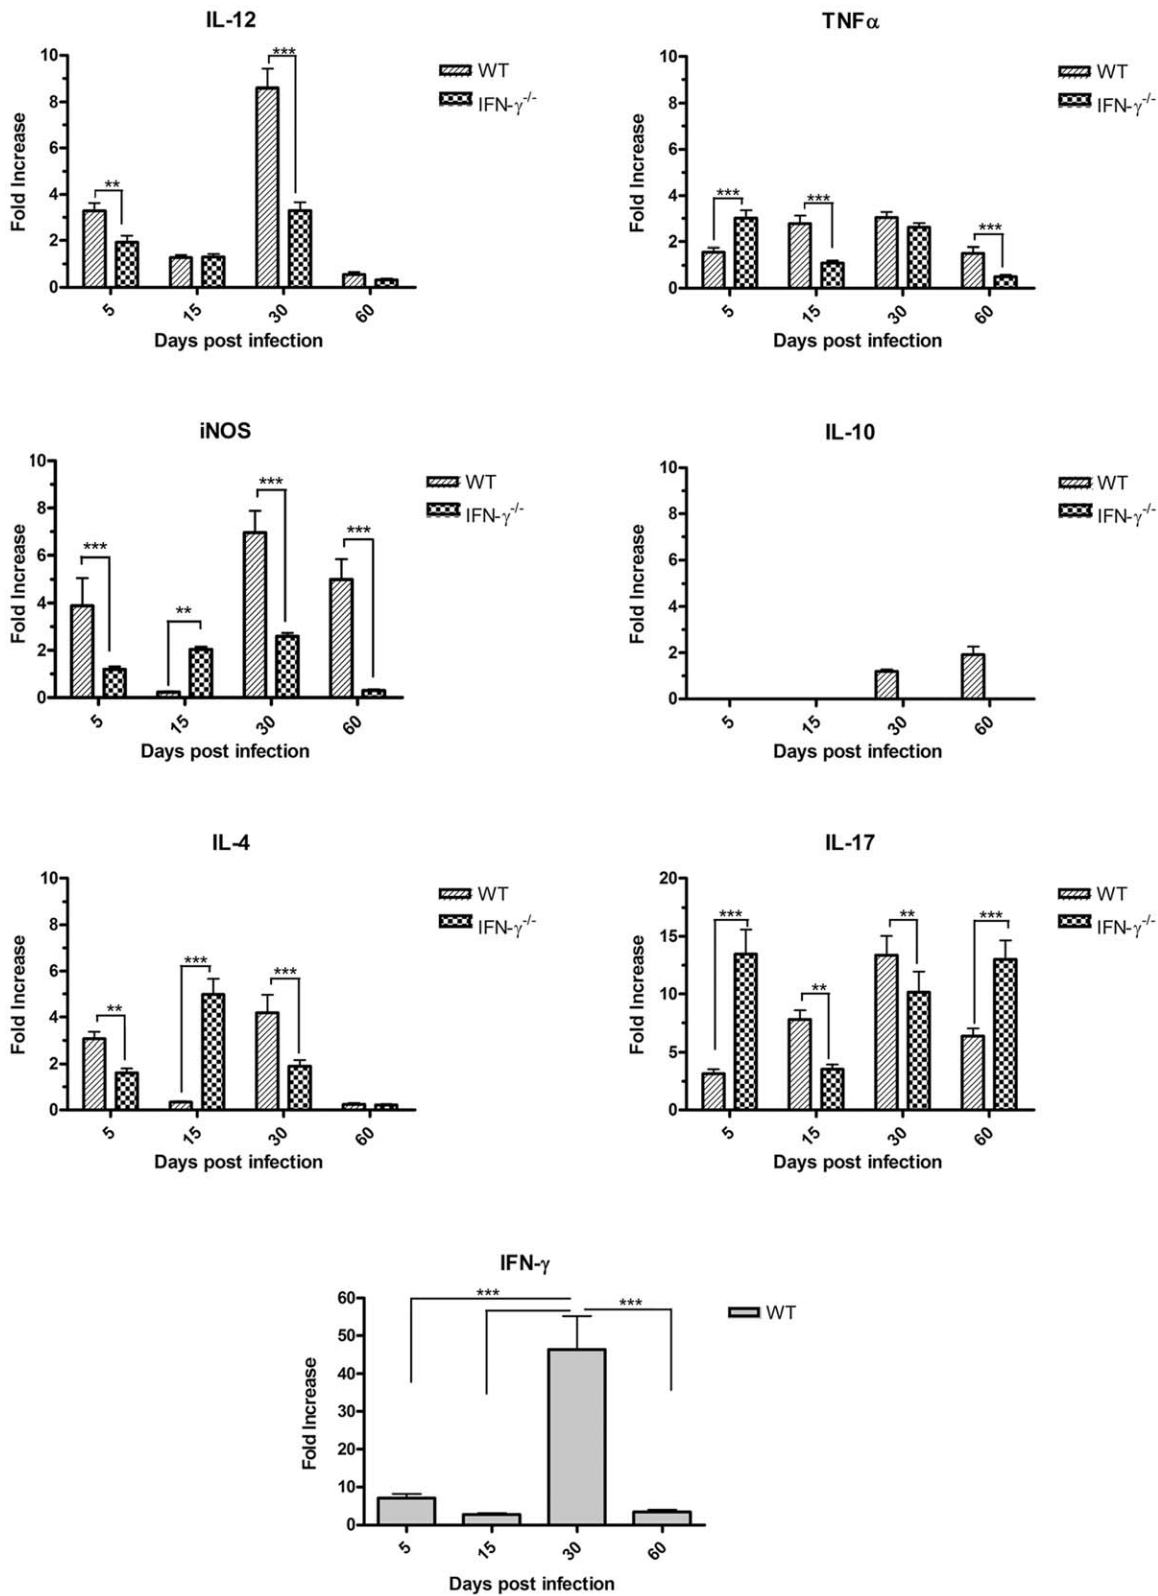 IL-12
10
8
6
4
2
0
Fold Increase
**
***
5
15
30
60
Days post infection
WT
IFN-γ-/-
TNFα
10
8
6
4
2
0
Fold Increase
***
***
***
5
15
30
60
Days post infection
WT
IFN-γ-/-
iNOS
10
8
6
4
2
0
Fold Increase
***
**
***
***
5
15
30
60
Days post infection
WT
IFN-γ-/-
IL-10
10
8
6
4
2
0
Fold Increase
5
15
30
60
Days post infection
WT
IFN-γ-/-
IL-4
10
8
6
4
2
0
Fold Increase
**
***
***
5
15
30
60
Days post infection
WT
IFN-γ-/-
IL-17
20
15
10
5
0
Fold Increase
***
**
**
***
5
15
30
60
Days post infection
WT
IFN-γ-/-
IFN-γ
60
50
40
30
20
10
0
Fold Increase
***
***
5
15
30
60
Days post infection
WT